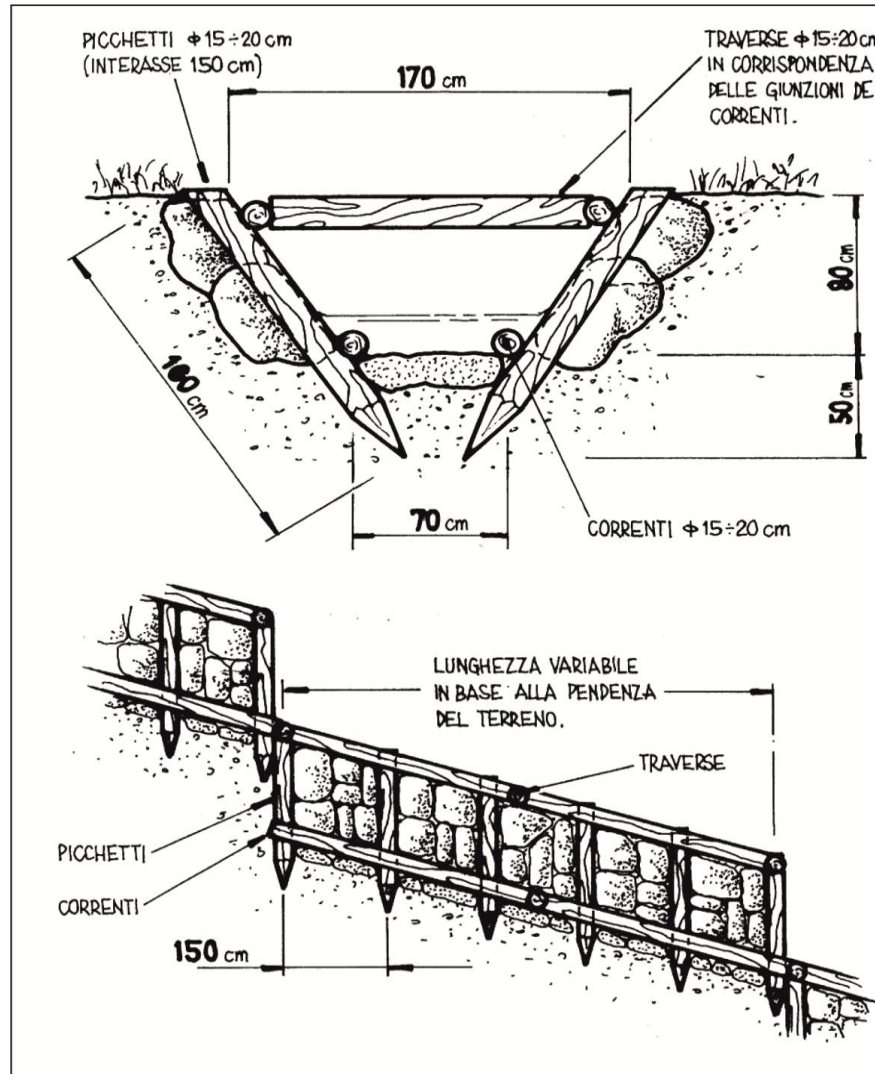 PICCHETTI ϕ 15÷20 cm
(INTERASSE 150 cm)
170 cm
TRAVERSE ϕ 15÷20 cm
IN CORRISPONDENZA
DELLE GIUNZIONI DE
CORRENTI.
80 cm
50 cm
160 cm
70 cm
CORRENTI ϕ 15÷20 cm
LUNGHEZZA VARIABILE
IN BASE ALLA PENDENZA
DEL TERRENO.
TRAVERSE
PICCHETTI
CORRENTI
150 cm